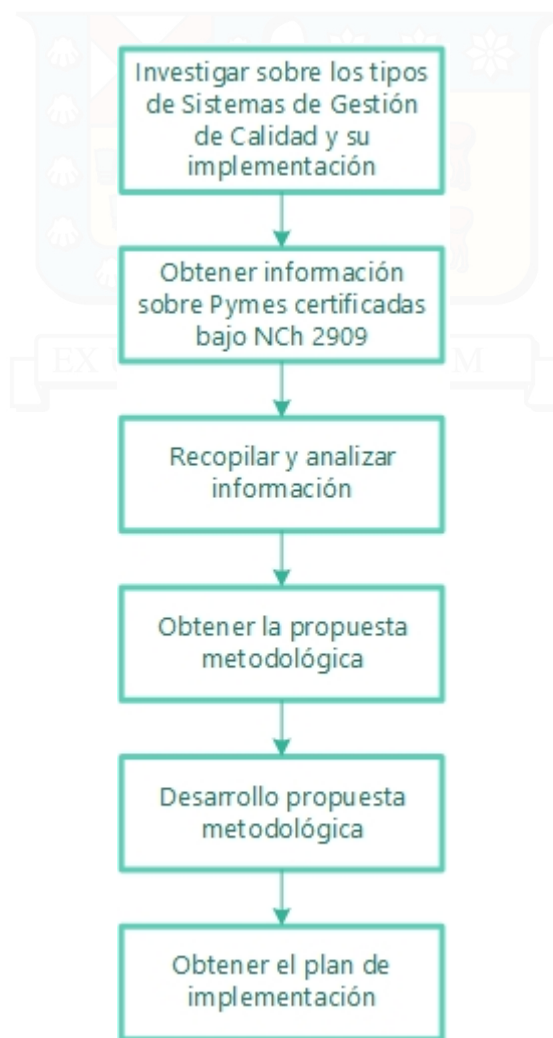 Investigar sobre los tipos
de Sistemas de Gestión
de Calidad y su
implementación
Obtener información
sobre Pymes certificadas
bajo NCh 2909
EX
M
Recopilar y analizar
información
Obtener la propuesta
metodológica
Desarrollo propuesta
metodológica
Obtener el plan de
implementación